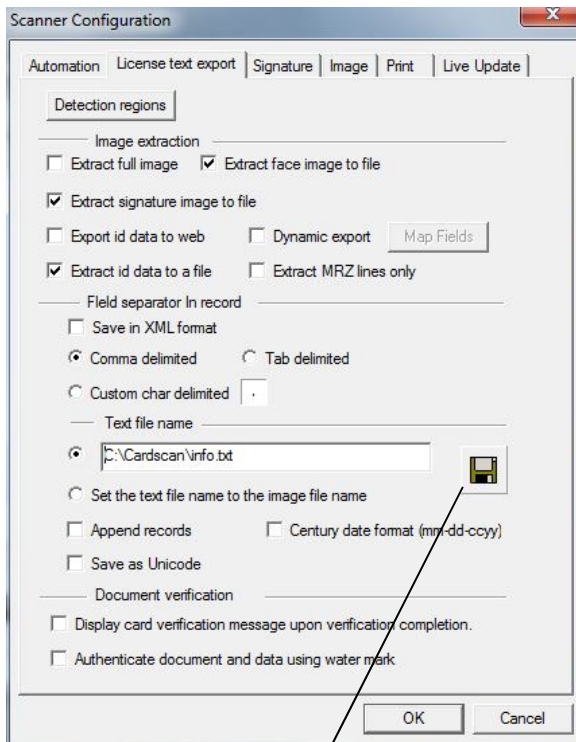 Scanner Configuration
Automation License text export Signature Image Print Live Update
Detection regions
Image extraction
Extract full image Extract face image to file
Extract signature image to file
Export id data to web Dynamic export Map Fields
Extract id data to a file Extract MRZ lines only
Field separator In record
Save in XML format
Comma delimited Tab delimited
Custom char delimited ,
Text file name
C:\Cardscan\info.txt
Set the text file name to the image file name
Append records Century date format (mm-dd-ccyy)
Save as Unicode
Document verification
Display card verification message upon verification completion.
Authenticate document and data using water mark
OK Cancel